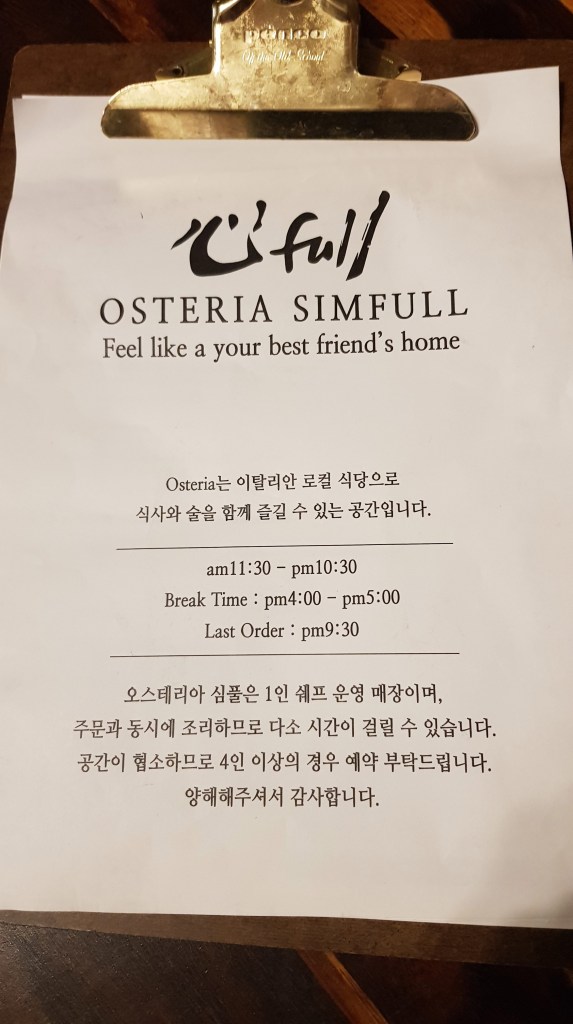 penco
心 full
OSTERIA SIMFULL
Feel like a your best friend's home
Osteria는 이탈리안 로컬 식당으로
식사와 술을 함께 즐길 수 있는 공간입니다.
am11:30 - pm10:30
Break Time : pm4:00 - pm5:00
Last Order : pm9:30
오스테리아 심풀은 1인 쉐프 운영 매장이며,
주문과 동시에 조리하므로 다소 시간이 걸릴 수 있습니다.
공간이 협소하므로 4인 이상의 경우 예약 부탁드립니다.
양해해주셔서 감사합니다.